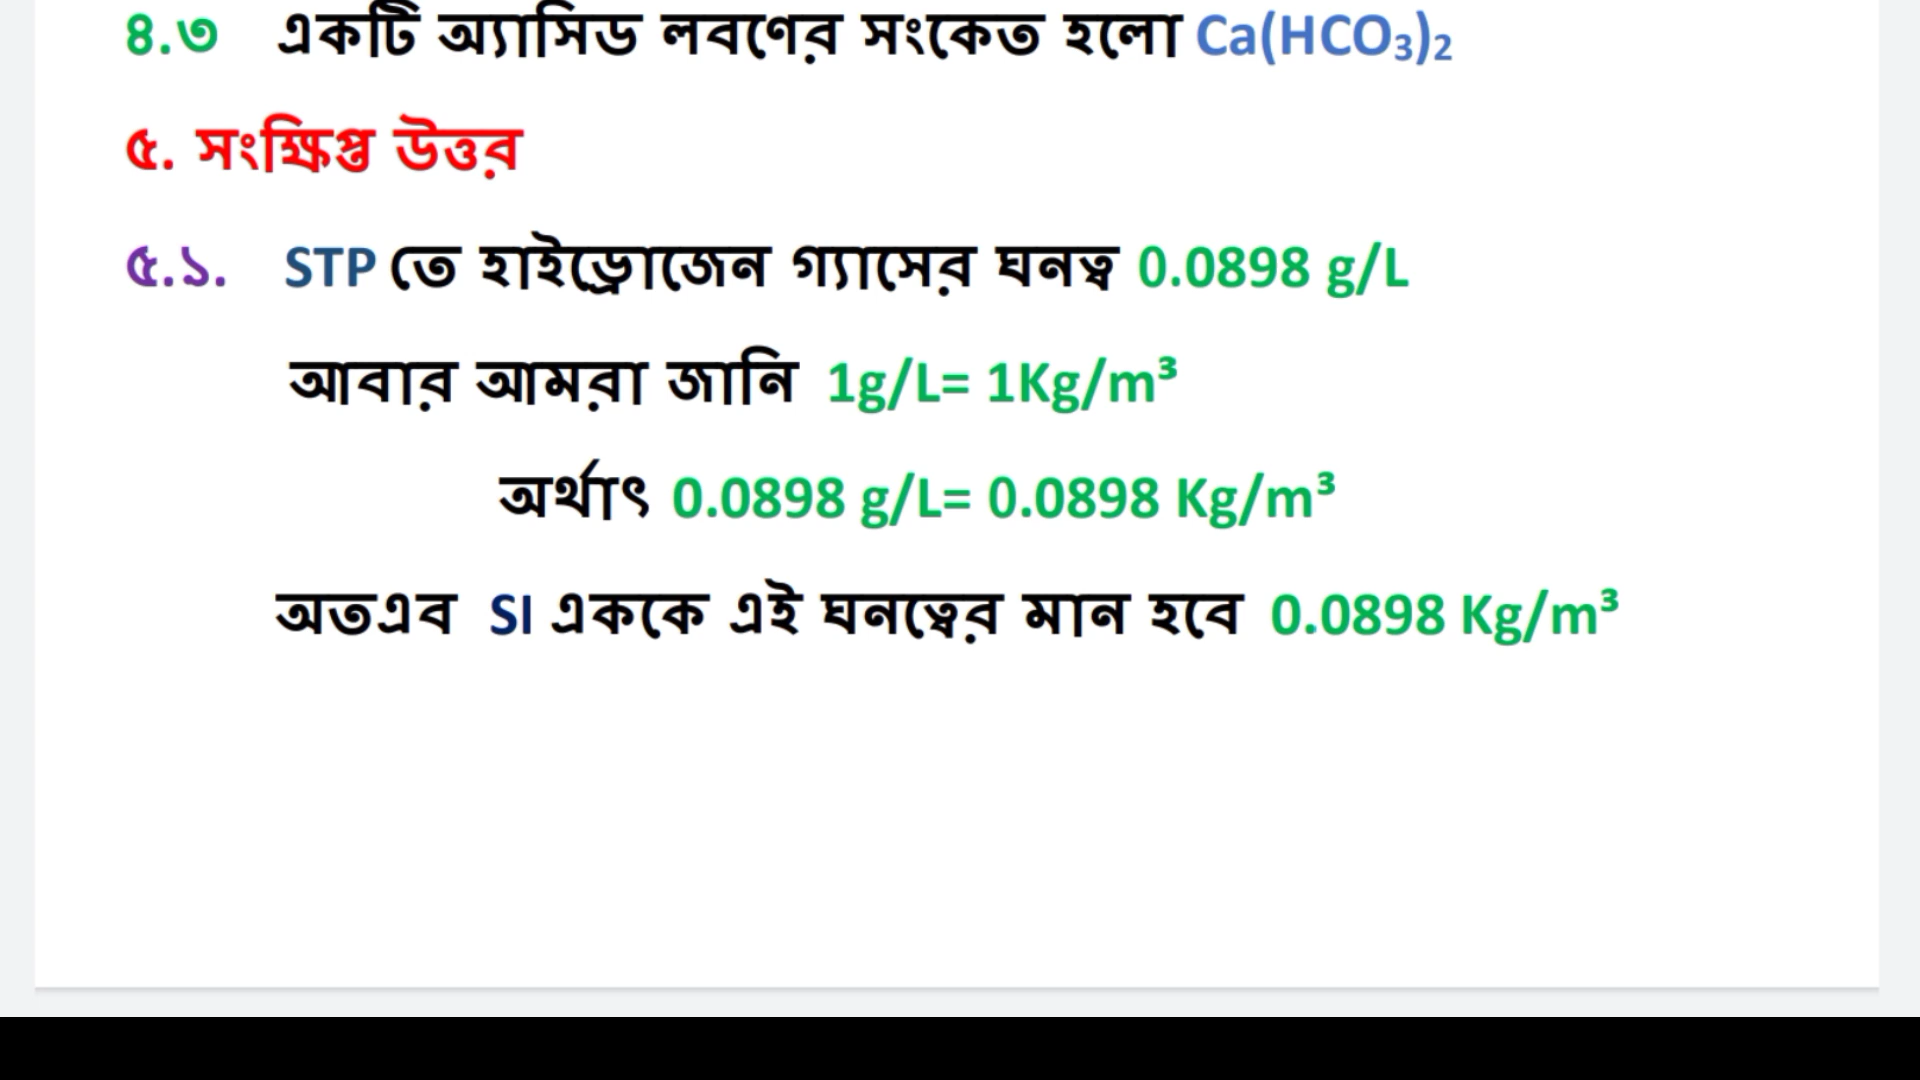 ৪.৩ একটি অ্যাসিড লবণের সংকেত হলো Ca(HCO₃)₂
৫. সংক্ষিপ্ত উত্তর
৫.১. STP তে হাইড্রোজেন গ্যাসের ঘনত্ব 0.0898 g/L
আবার আমরা জানি 1g/L= 1Kg/m³
অর্থাৎ 0.0898 g/L= 0.0898 Kg/m³
অতএব SI এককে এই ঘনত্বের মান হবে 0.0898 Kg/m³